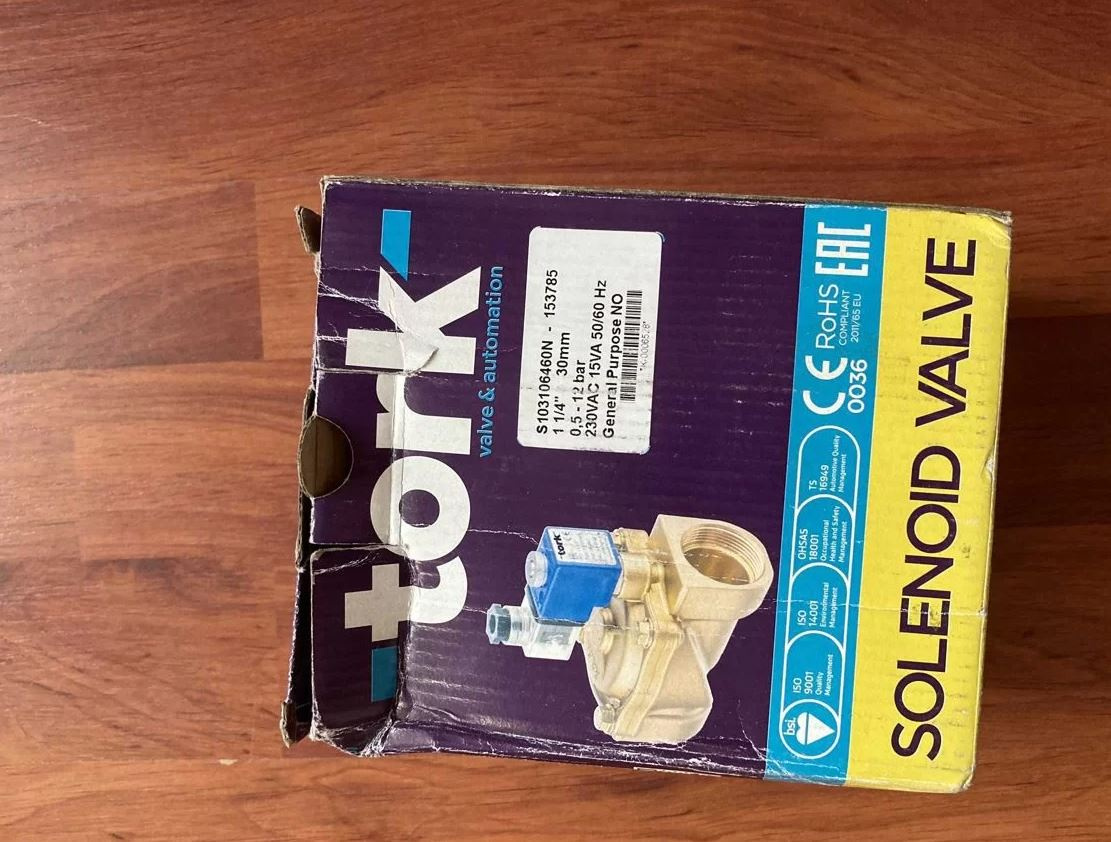 tork
valve & automation
S103106460N - 153785
1 1/4" 30mm
0,5 - 12 bar
230VAC 15VA 50/60 Hz
General Purpose NO
tork
bsi.
ISO
9001
Quality
Management
ISO
14001
Environmental
Management
OHSAS
18001
Occupational
Health and Safety
Management
TS
16949
Automotive Quality
Management
CE
0036
RoHS
COMPLIANT
2011/65 EU
EAC
SOLENOID VALVE